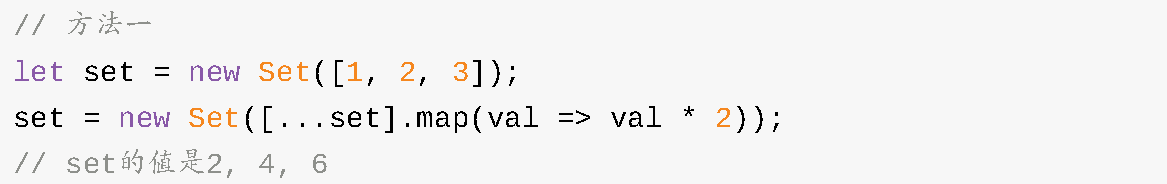 // 方法一
let set = new Set([1, 2, 3]);
set = new Set([...set].map(val => val * 2));
// set的值是2, 4, 6